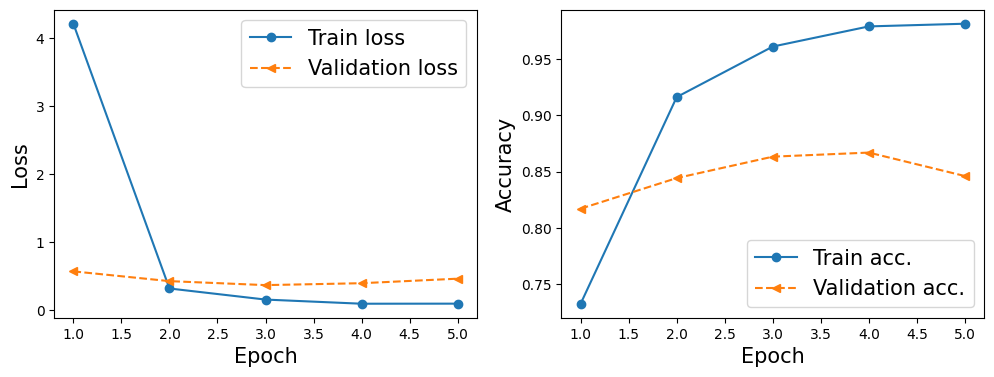 Train loss
Validation loss
Loss
4
3
2
1
0
1.0 1.5 2.0 2.5 3.0 3.5 4.0 4.5 5.0
Epoch
Accuracy
0.95
0.90
0.85
0.80
0.75
Train acc.
Validation acc.
1.0 1.5 2.0 2.5 3.0 3.5 4.0 4.5 5.0
Epoch